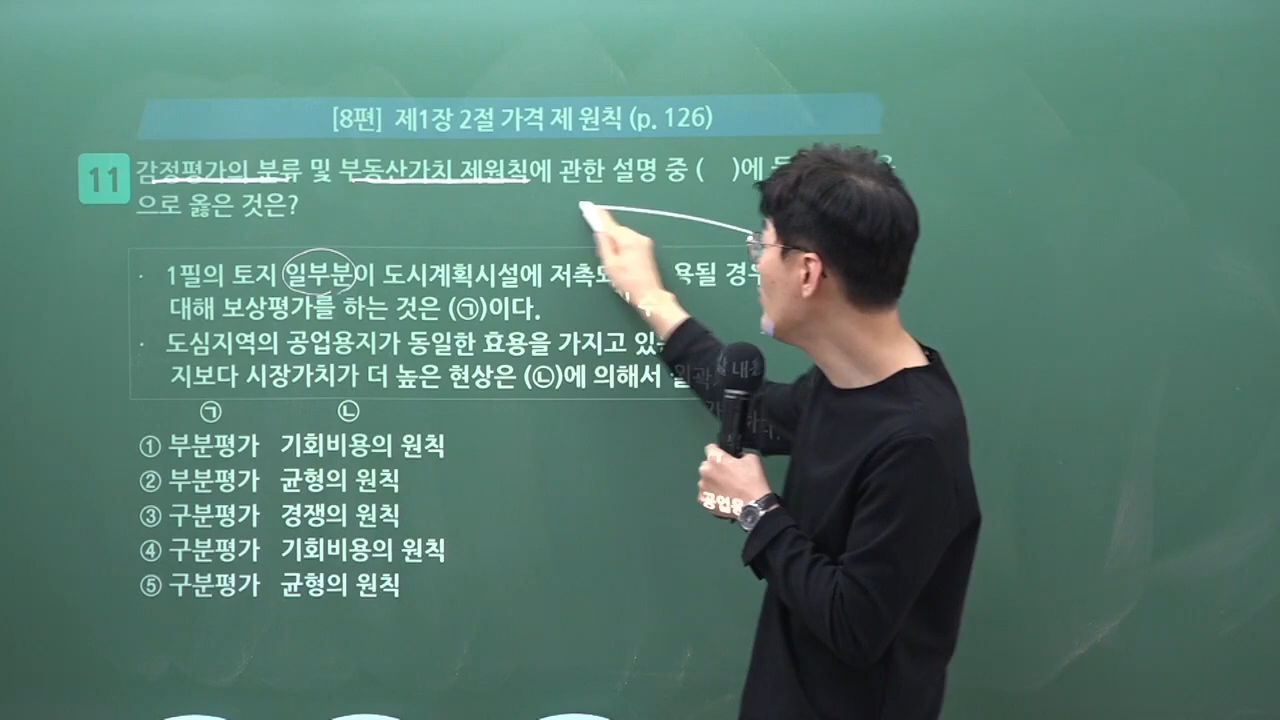 [8편] 제1장 2절 가격 제 원칙 (p. 126)
11 감정평가의 분류 및 부동산가치 제원칙에 관한 설명 중 ( )에
으로 옳은 것은?
· 1필의 토지 일부분이 도시계획시설에 저촉되 용될 경우
대해 보상평가를 하는 것은 (㉠)이다.
· 도심지역의 공업용지가 동일한 효용을 가지고 있
지보다 시장가치가 더 높은 현상은 (㉡)에 의해서
㉠ ㉡
① 부분평가 기회비용의 원칙
② 부분평가 균형의 원칙
③ 구분평가 경쟁의 원칙
④ 구분평가 기회비용의 원칙
⑤ 구분평가 균형의 원칙
공업용